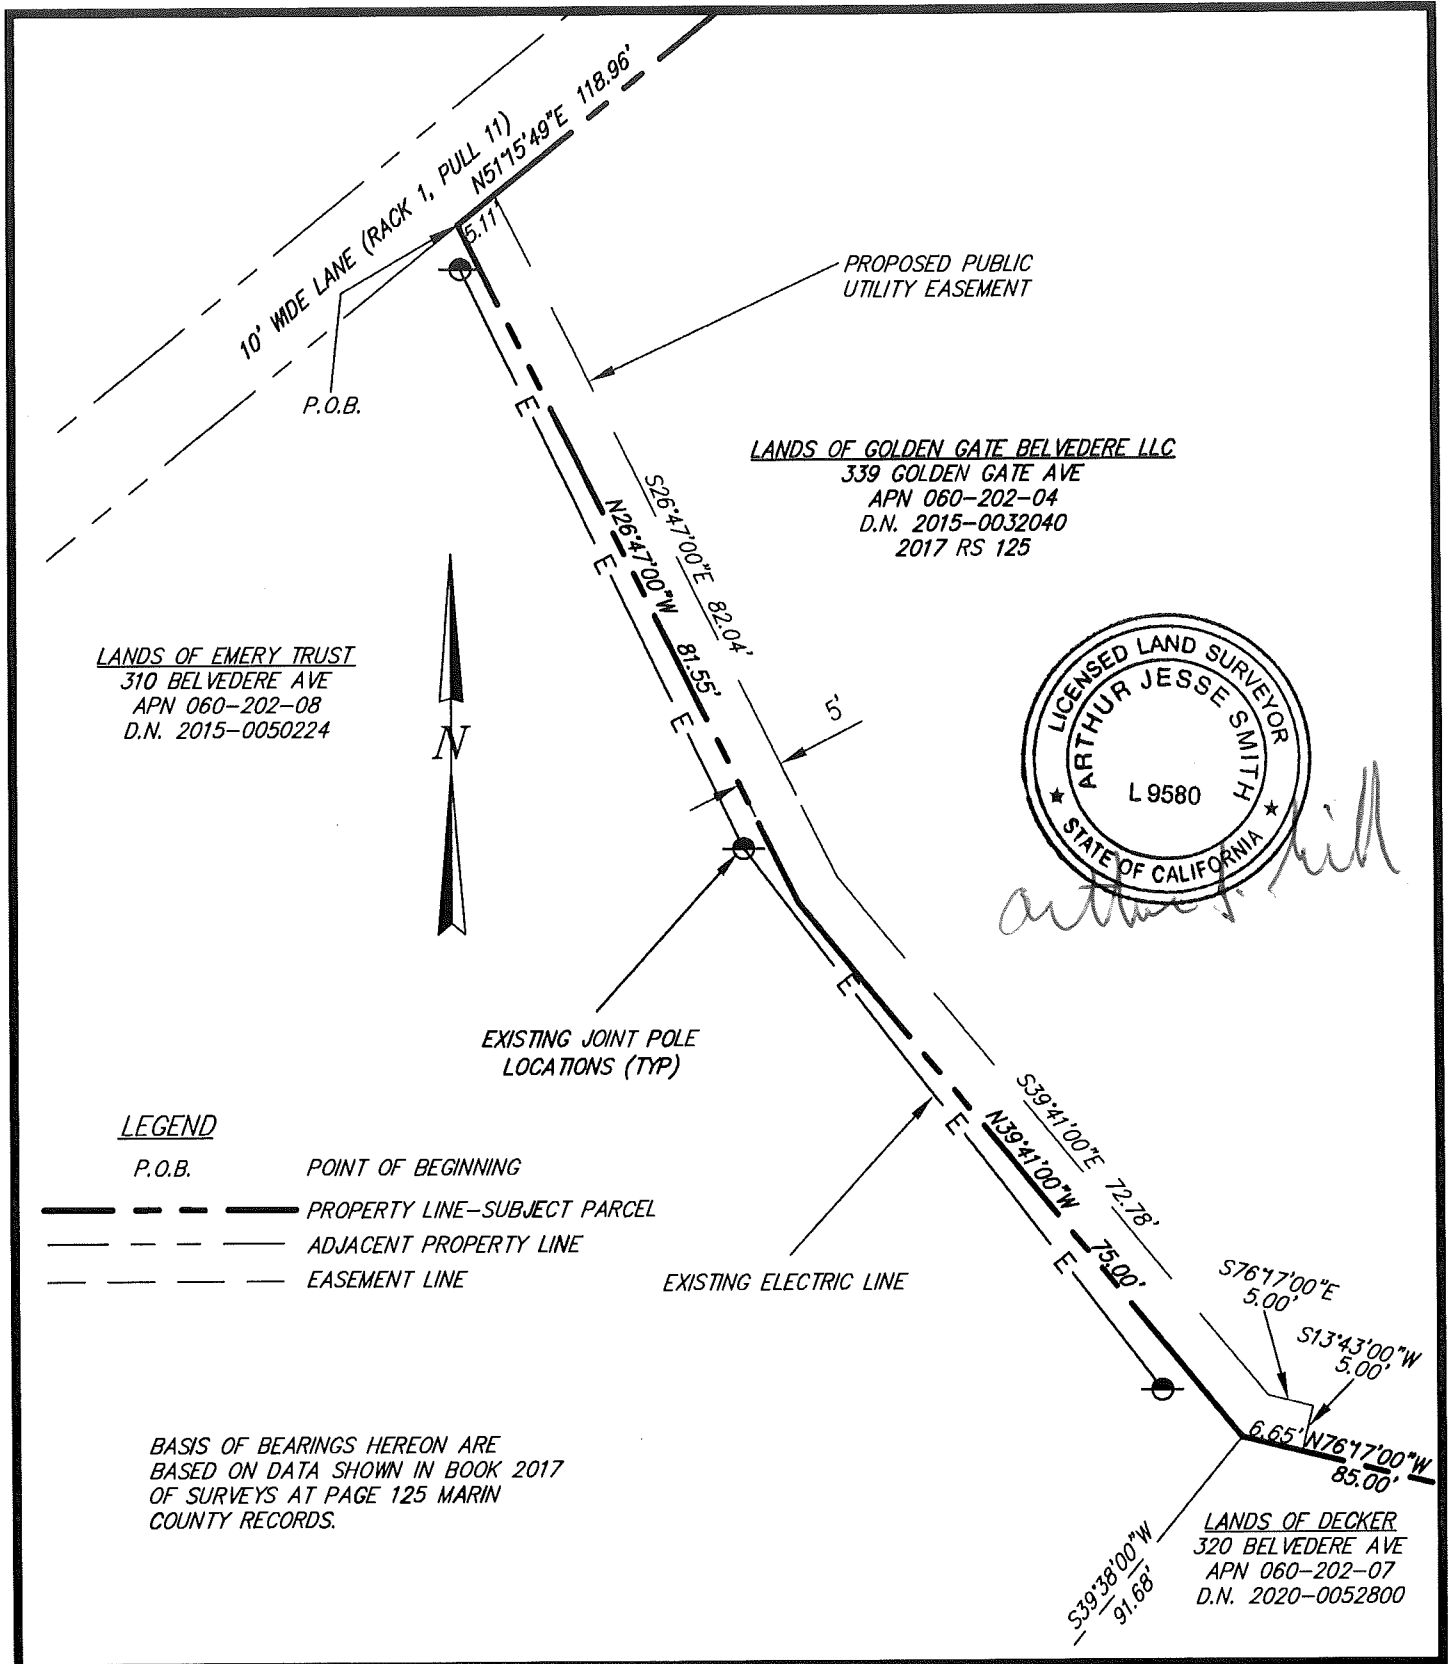 10' WIDE LANE (RACK 1, PULL 11)
N51°15'49"E 118.96'
5.11'
P.O.B.
PROPOSED PUBLIC
UTILITY EASEMENT
LANDS OF GOLDEN GATE BELVEDERE LLC
339 GOLDEN GATE AVE
APN 060-202-04
D.N. 2015-0032040
2017 RS 125
S26°47'00"E 82.04'
N26°47'00"W 81.55'
E
E
E
5'
LANDS OF EMERY TRUST
310 BELVEDERE AVE
APN 060-202-08
D.N. 2015-0050224
N
LICENSED LAND SURVEYOR
ARTHUR JESSE SMITH
L 9580
STATE OF CALIFORNIA
EXISTING JOINT POLE
LOCATIONS (TYP)
E
E
E
S39°41'00"E 72.78'
N39°41'00"W 75.00'
LEGEND
P.O.B. POINT OF BEGINNING
PROPERTY LINE-SUBJECT PARCEL
ADJACENT PROPERTY LINE
EASEMENT LINE
EXISTING ELECTRIC LINE
S76°17'00"E
5.00'
S13°43'00"W
5.00'
6.65'
N76°17'00"W
85.00'
BASIS OF BEARINGS HEREON ARE
BASED ON DATA SHOWN IN BOOK 2017
OF SURVEYS AT PAGE 125 MARIN
COUNTY RECORDS.
S39°38'00"W
91.68'
LANDS OF DECKER
320 BELVEDERE AVE
APN 060-202-07
D.N. 2020-0052800